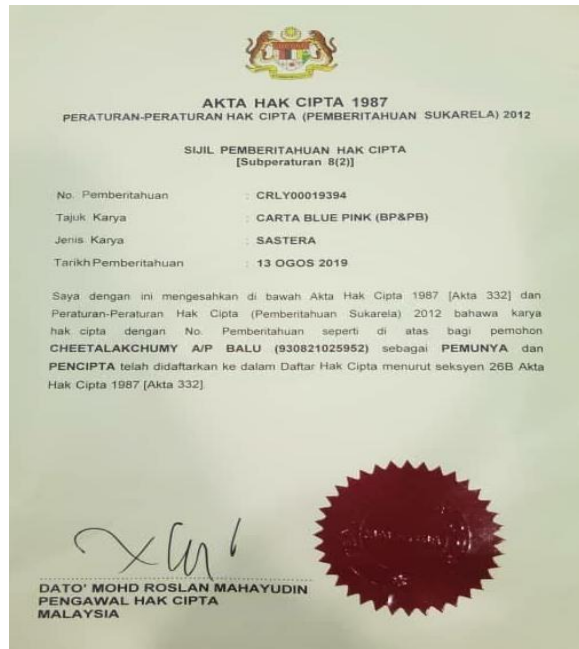 AKTA HAK CIPTA 1987
PERATURAN-PERATURAN HAK CIPTA (PEMBERITAHUAN SUKARELA) 2012
SIJIL PEMBERITAHUAN HAK CIPTA
[Subperaturan 8(2)]
No. Pemberitahuan : CRLY00019394
Tajuk Karya : CARTA BLUE PINK (BP&PB)
Jenis Karya : SASTERA
Tarikh Pemberitahuan : 13 OGOS 2019
Saya dengan ini mengesahkan di bawah Akta Hak Cipta 1987 [Akta 332] dan
Peraturan-Peraturan Hak Cipta (Pemberitahuan Sukarela) 2012 bahawa karya
hak cipta dengan No. Pemberitahuan seperti di atas bagi pemohon
CHEETALAKCHUMY A/P BALU (930821025952) sebagai PEMUNYA dan
PENCIPTA telah didaftarkan ke dalam Daftar Hak Cipta menurut seksyen 26B Akta
Hak Cipta 1987 [Akta 332]
DATO' MOHD ROSLAN MAHAYUDIN
PENGAWAL HAK CIPTA
MALAYSIA